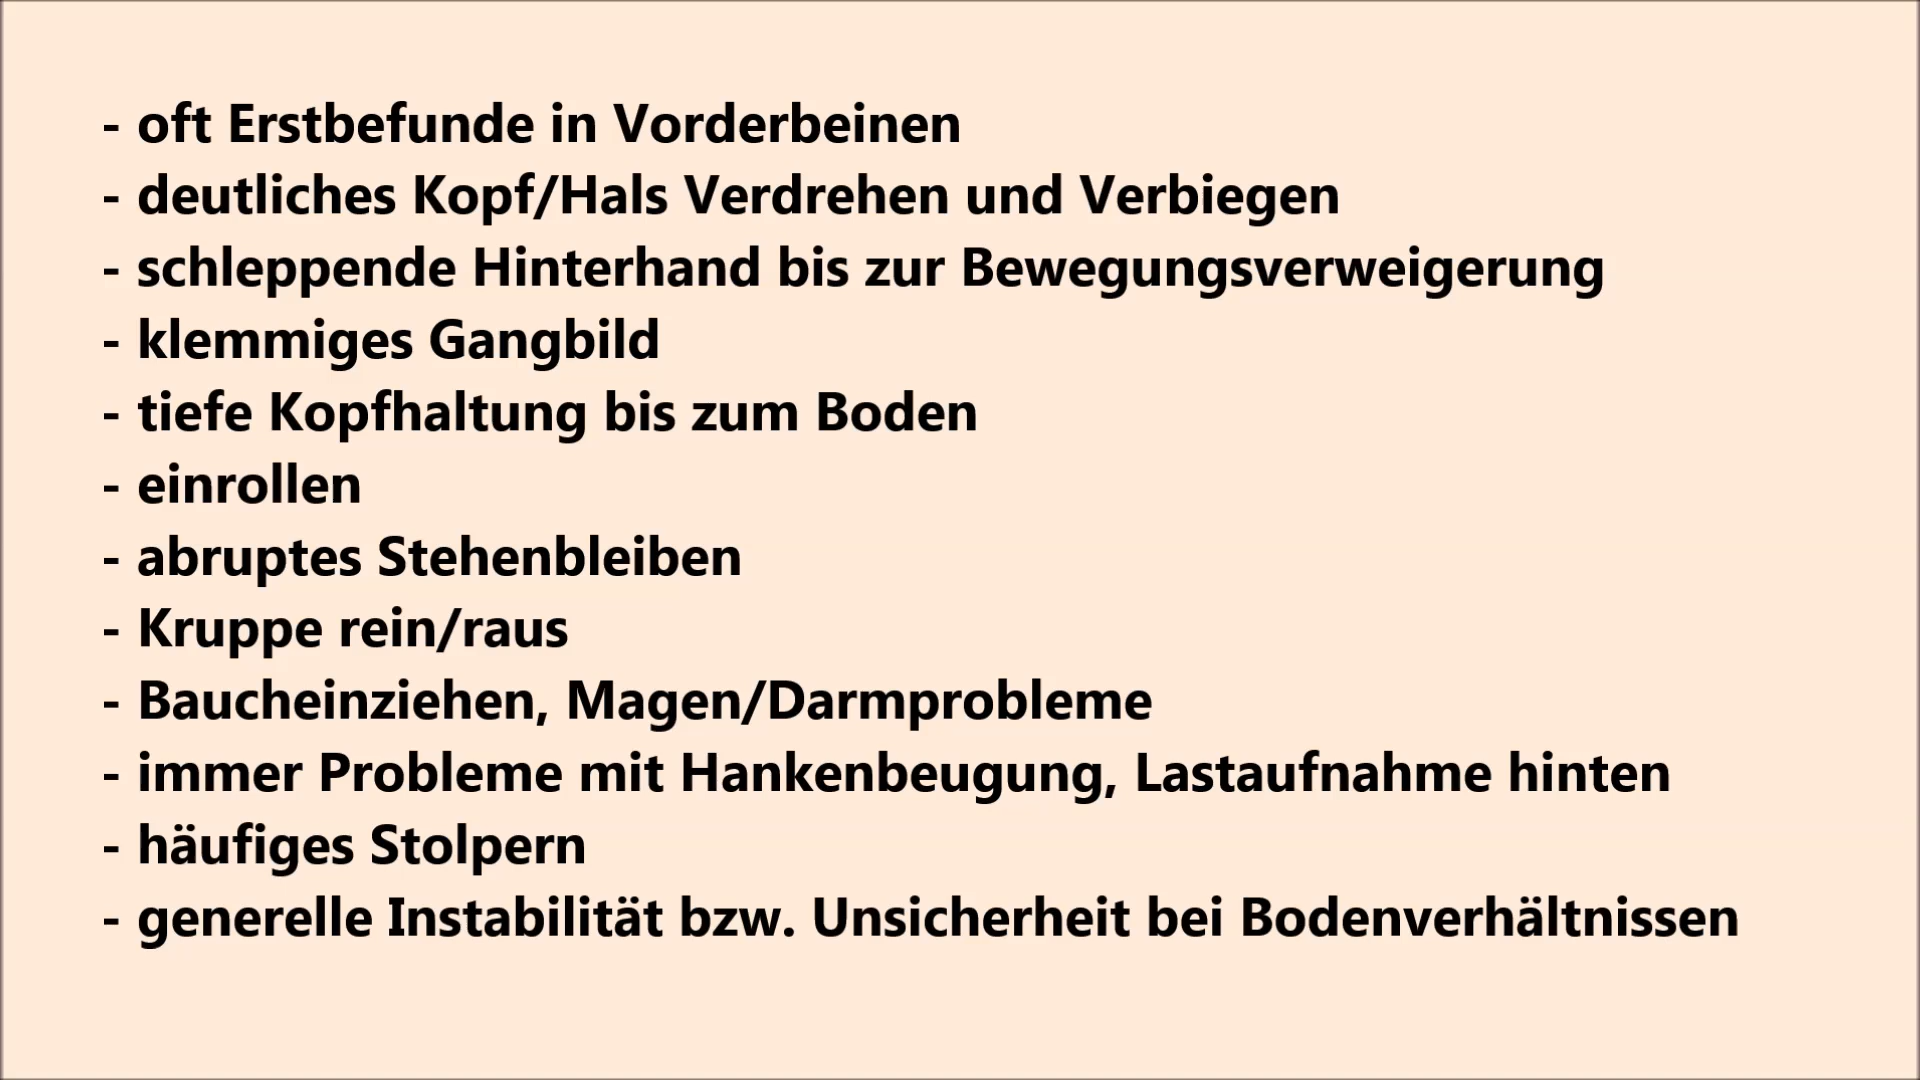 - oft Erstbefunde in Vorderbeinen
- deutliches Kopf/Hals Verdrehen und Verbiegen
- schleppende Hinterhand bis zur Bewegungsverweigerung
- klemmiges Gangbild
- tiefe Kopfhaltung bis zum Boden
- einrollen
- abruptes Stehenbleiben
- Kruppe rein/raus
- Baucheinziehen, Magen/Darmprobleme
- immer Probleme mit Hankenbeugung, Lastaufnahme hinten
- häufiges Stolpern
- generelle Instabilität bzw. Unsicherheit bei Bodenverhältnissen